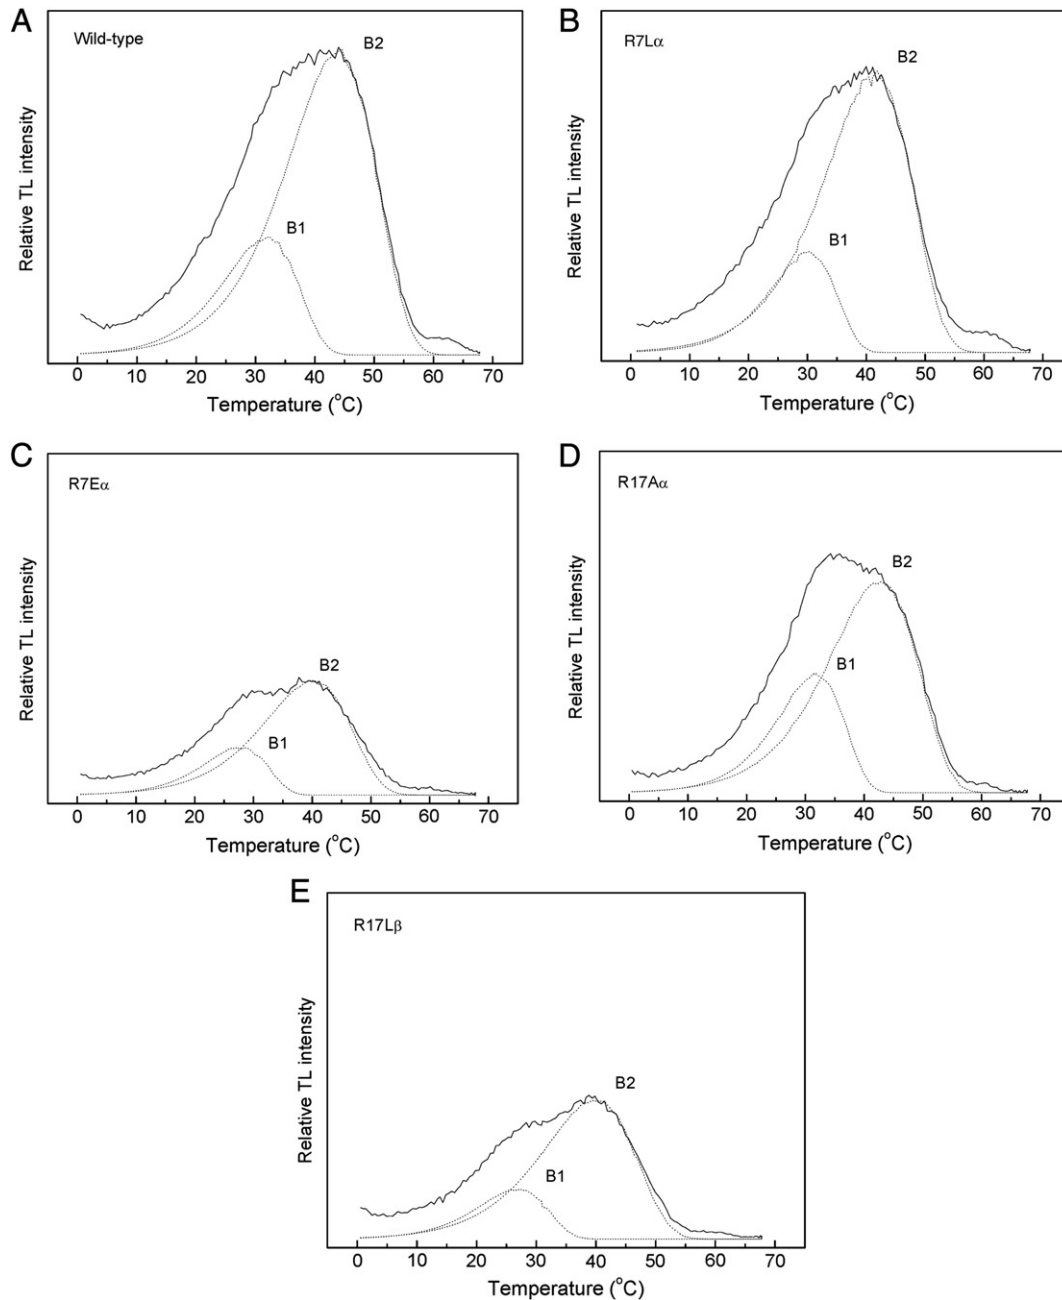 A
Wild-type
B2
B1
Relative TL intensity
0 10 20 30 40 50 60 70
Temperature (°C)
B
R7Lα
B2
B1
Relative TL intensity
0 10 20 30 40 50 60 70
Temperature (°C)
C
R7Eα
B2
B1
Relative TL intensity
0 10 20 30 40 50 60 70
Temperature (°C)
D
R17Aα
B2
B1
Relative TL intensity
0 10 20 30 40 50 60 70
Temperature (°C)
E
R17Lβ
B2
B1
Relative TL intensity
0 10 20 30 40 50 60 70
Temperature (°C)